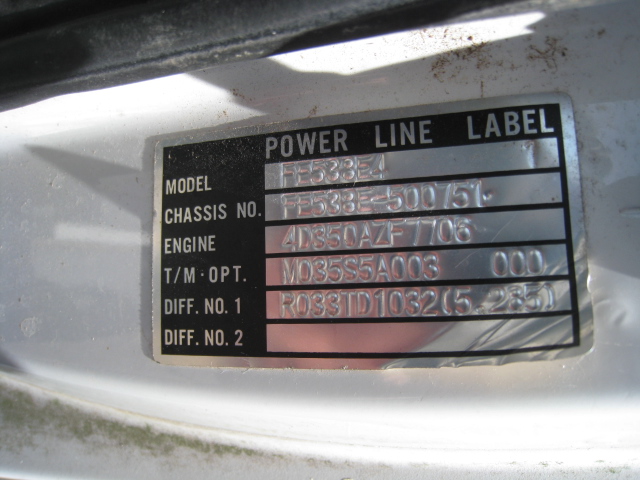 POWER LINE LABEL
MODEL FE538E4
CHASSIS NO. FE538E-500751
ENGINE 4D350AZF7706
T/M·OPT. M035S5A003 000
DIFF. NO. 1 R033TD1032(5.285)
DIFF. NO. 2